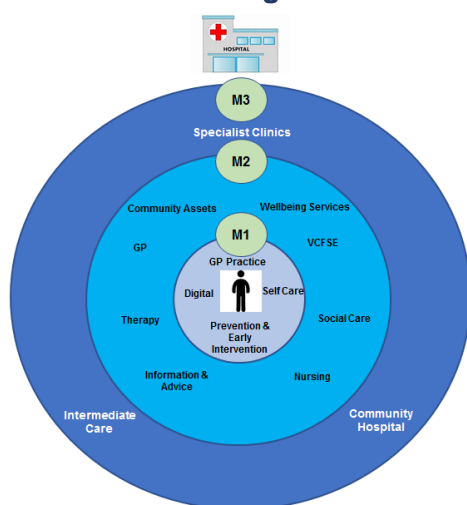 HOSPITAL
M3
Specialist Clinics
M2
Community Assets
Wellbeing Services
M1
GP
VCFSE
GP Practice
Digital
Self Care
Therapy
Social Care
Prevention &
Early
Intervention
Information &
Advice
Nursing
Intermediate
Care
Community
Hospital